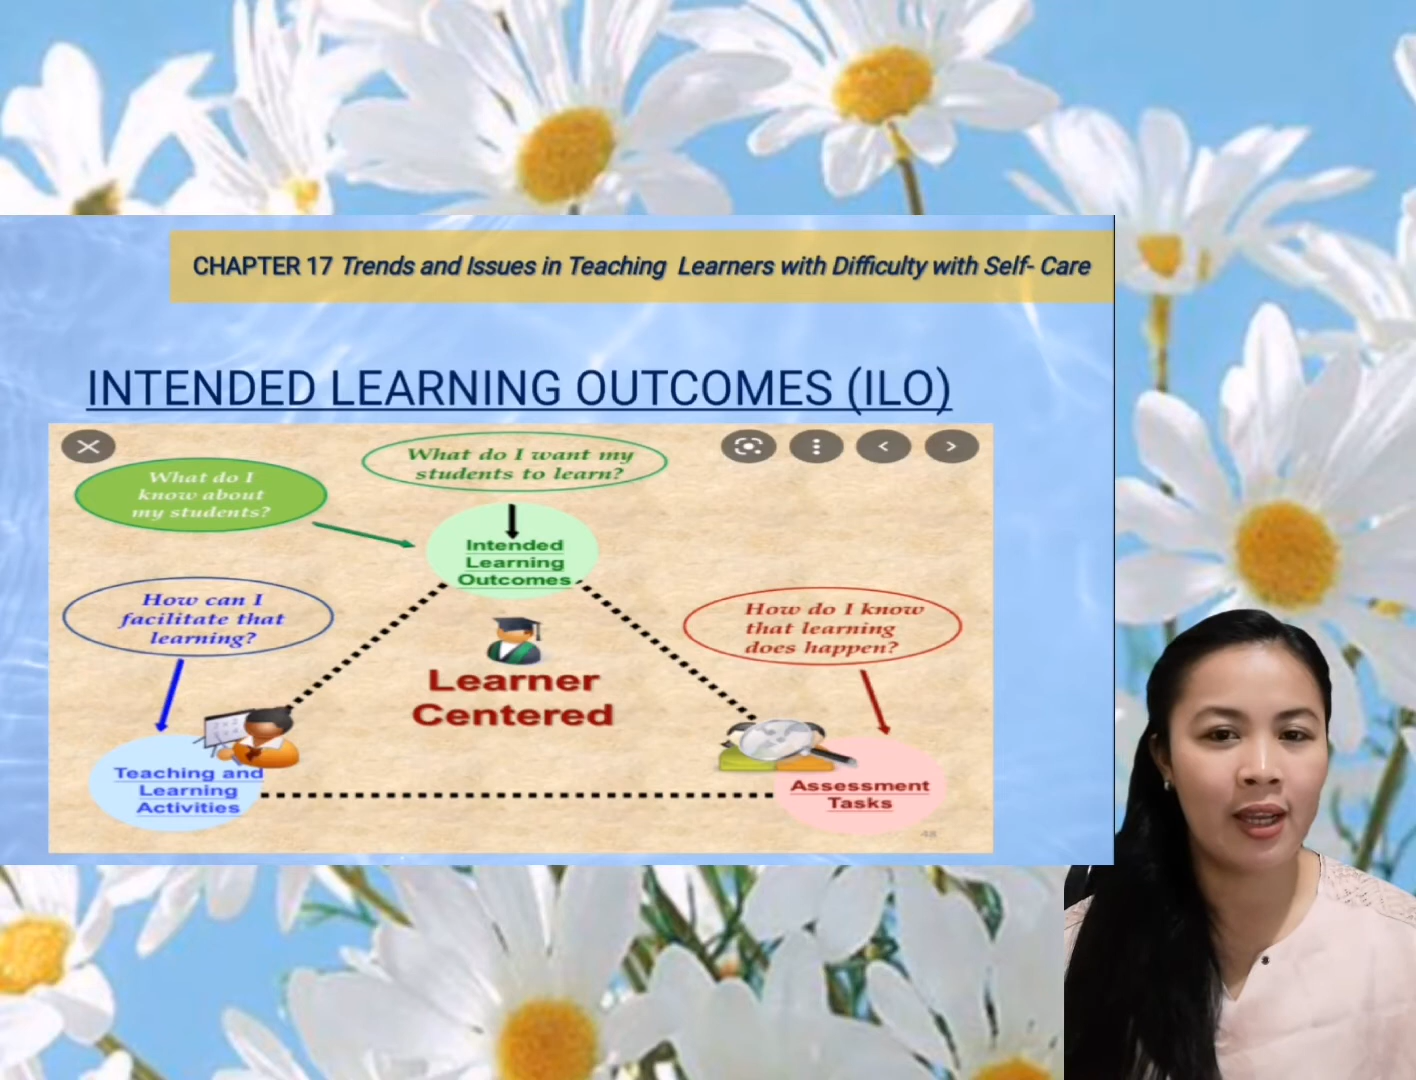 CHAPTER 17 Trends and Issues in Teaching Learners with Difficulty with Self- Care
INTENDED LEARNING OUTCOMES (ILO)
What do I want my
students to learn?
What do I
know about
my students?
Intended
Learning
Outcomes
How can I
facilitate that
learning?
How do I know
that learning
does happen?
Learner
Centered
Teaching and
Learning
Activities
Assessment
Tasks
48